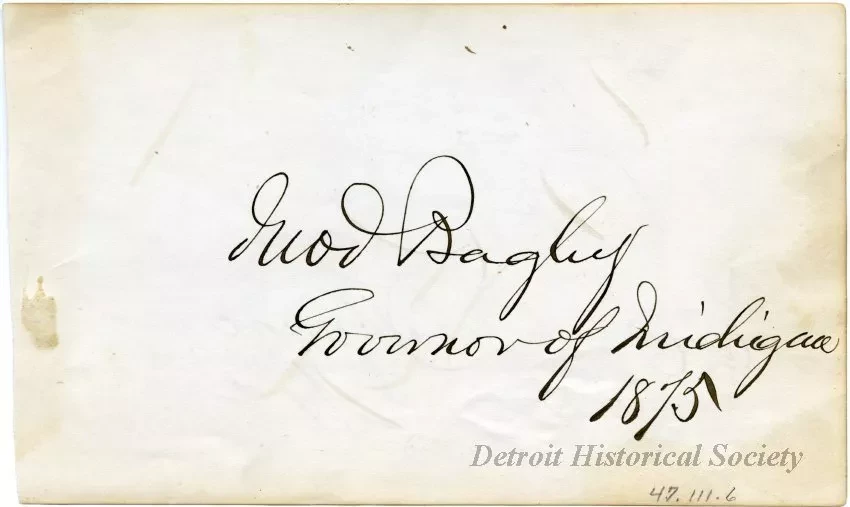 Jno J Bagley
Governor of Michigan
1875
Detroit Historical Society
47.111.6